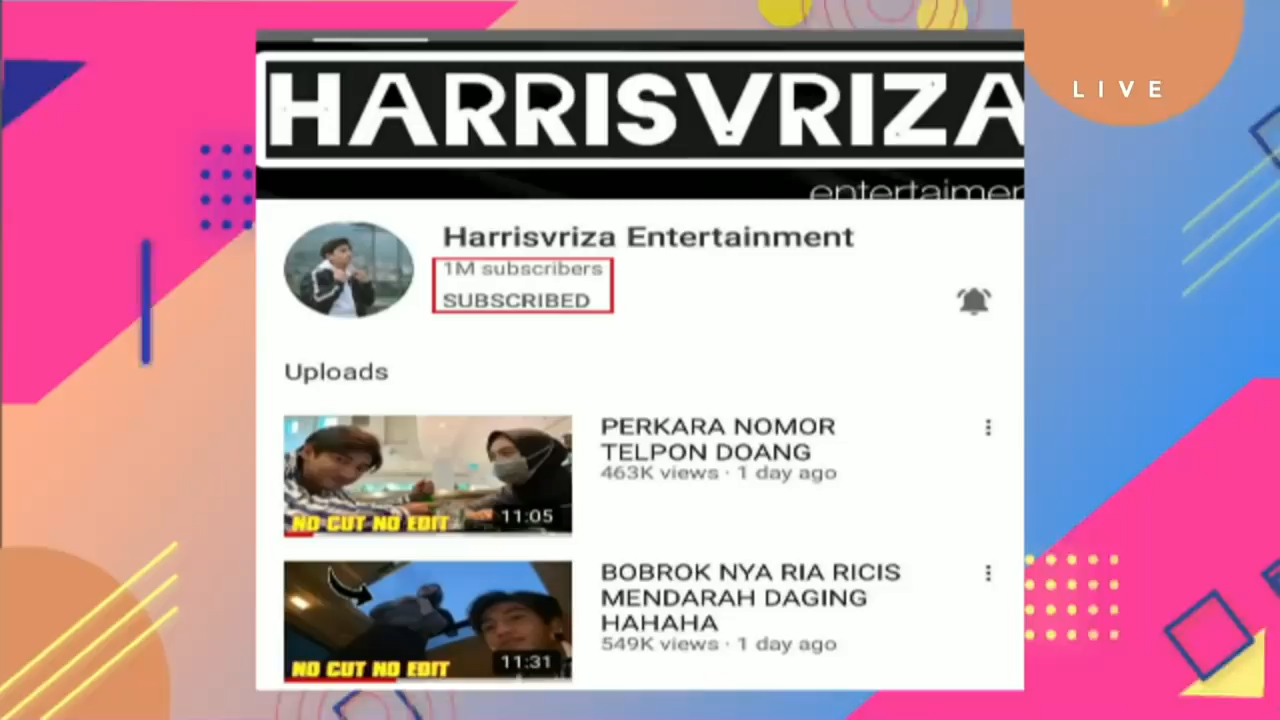 LIVE
HARRISVRIZA
entertaimen
Harrisvriza Entertainment
1M subscribers
SUBSCRIBED
Uploads
PERKARA NOMOR
TELPON DOANG
463K views · 1 day ago
NO CUT NO EDIT
11:05
BOBROK NYA RIA RICIS
MENDARAH DAGING
HAHAHA
549K views · 1 day ago
NO CUT NO EDIT
11:31